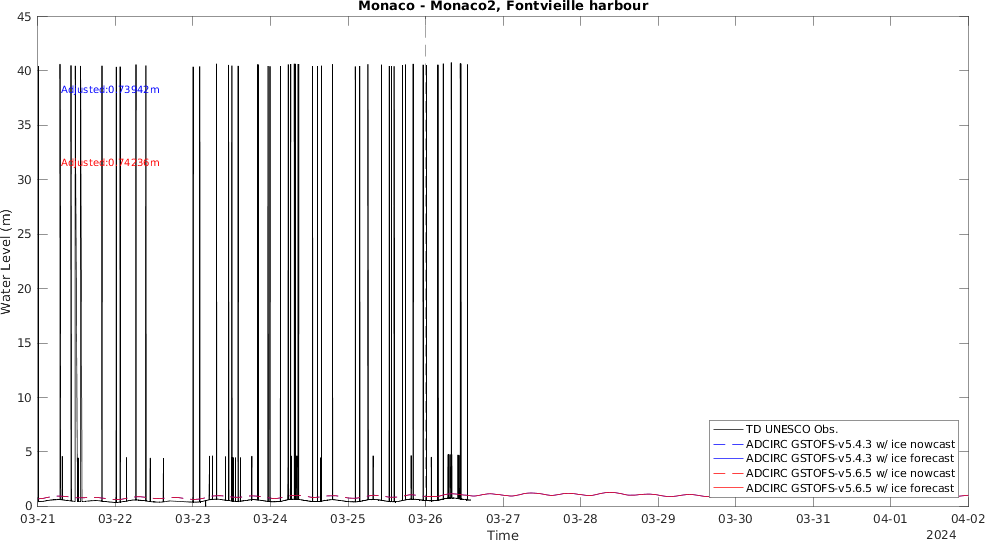 Monaco - Monaco2, Fontvieille harbour
45
40
35
30
25
20
15
10
5
0
Water Level (m)
Adjusted:0.73942m
Adjusted:0.74236m
TD UNESCO Obs.
ADCIRC GSTOFS-v5.4.3 w/ ice nowcast
ADCIRC GSTOFS-v5.4.3 w/ ice forecast
ADCIRC GSTOFS-v5.6.5 w/ ice nowcast
ADCIRC GSTOFS-v5.6.5 w/ ice forecast
03-21 03-22 03-23 03-24 03-25 03-26 03-27 03-28 03-29 03-30 03-31 04-01 04-02
Time
2024